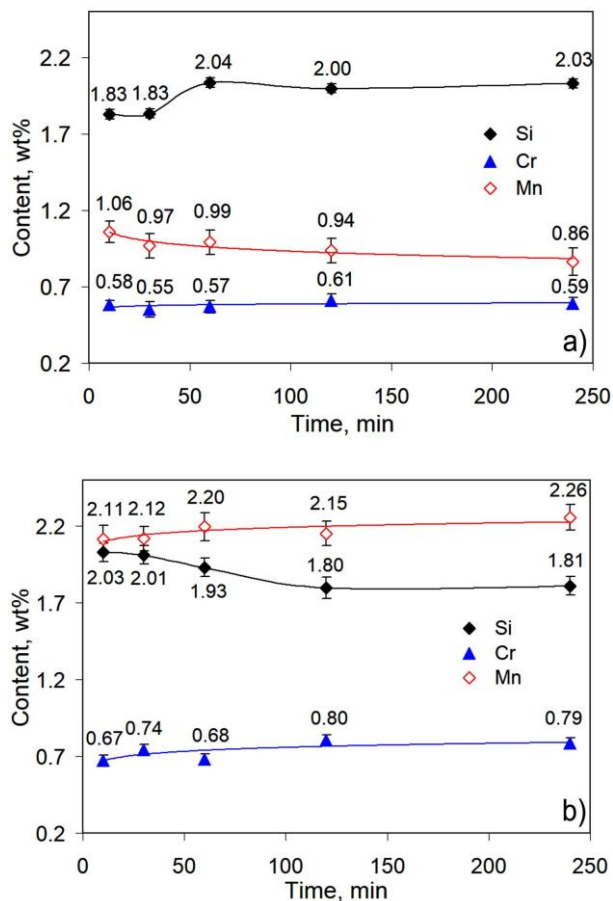 2.04
2.00
2.03
1.83 1.83
1.06
0.97
0.99
0.94
0.86
0.58
0.55
0.57
0.61
0.59
Si
Cr
Mn
2.2
1.7
1.2
0.7
0.2
Content, wt%
0 50 100 150 200 250
Time, min
a)
2.11
2.12
2.20
2.15
2.26
2.03
2.01
1.93
1.80
1.81
0.67
0.74
0.68
0.80
0.79
Si
Cr
Mn
2.2
1.7
1.2
0.7
0.2
Content, wt%
0 50 100 150 200 250
Time, min
b)